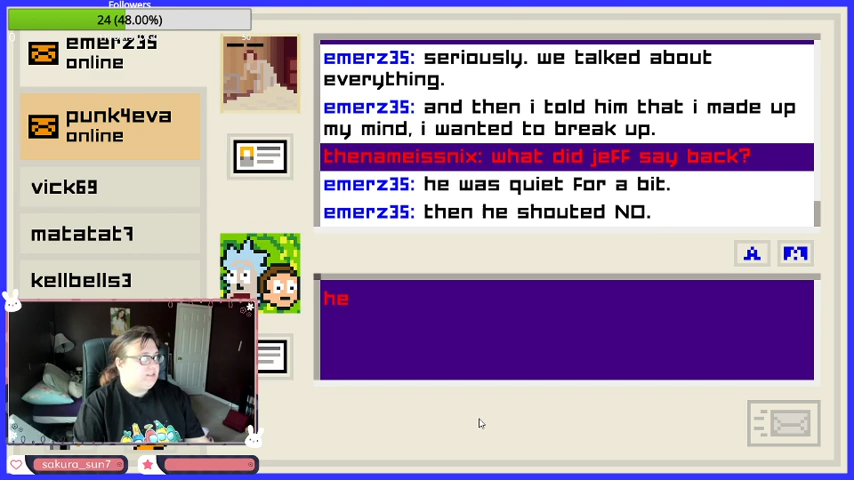 Followers
24 (48.00%)
0
50
emerz35
online
punk4eva
online
vick69
matatat7
kellbells3
emerz35: seriously. we talked about
everything.
emerz35: and then i told him that i made up
my mind, i wanted to break up.
thenameissnix: what did jeff say back?
emerz35: he was quiet for a bit.
emerz35: then he shouted NO.
A
he
sakura_sun7